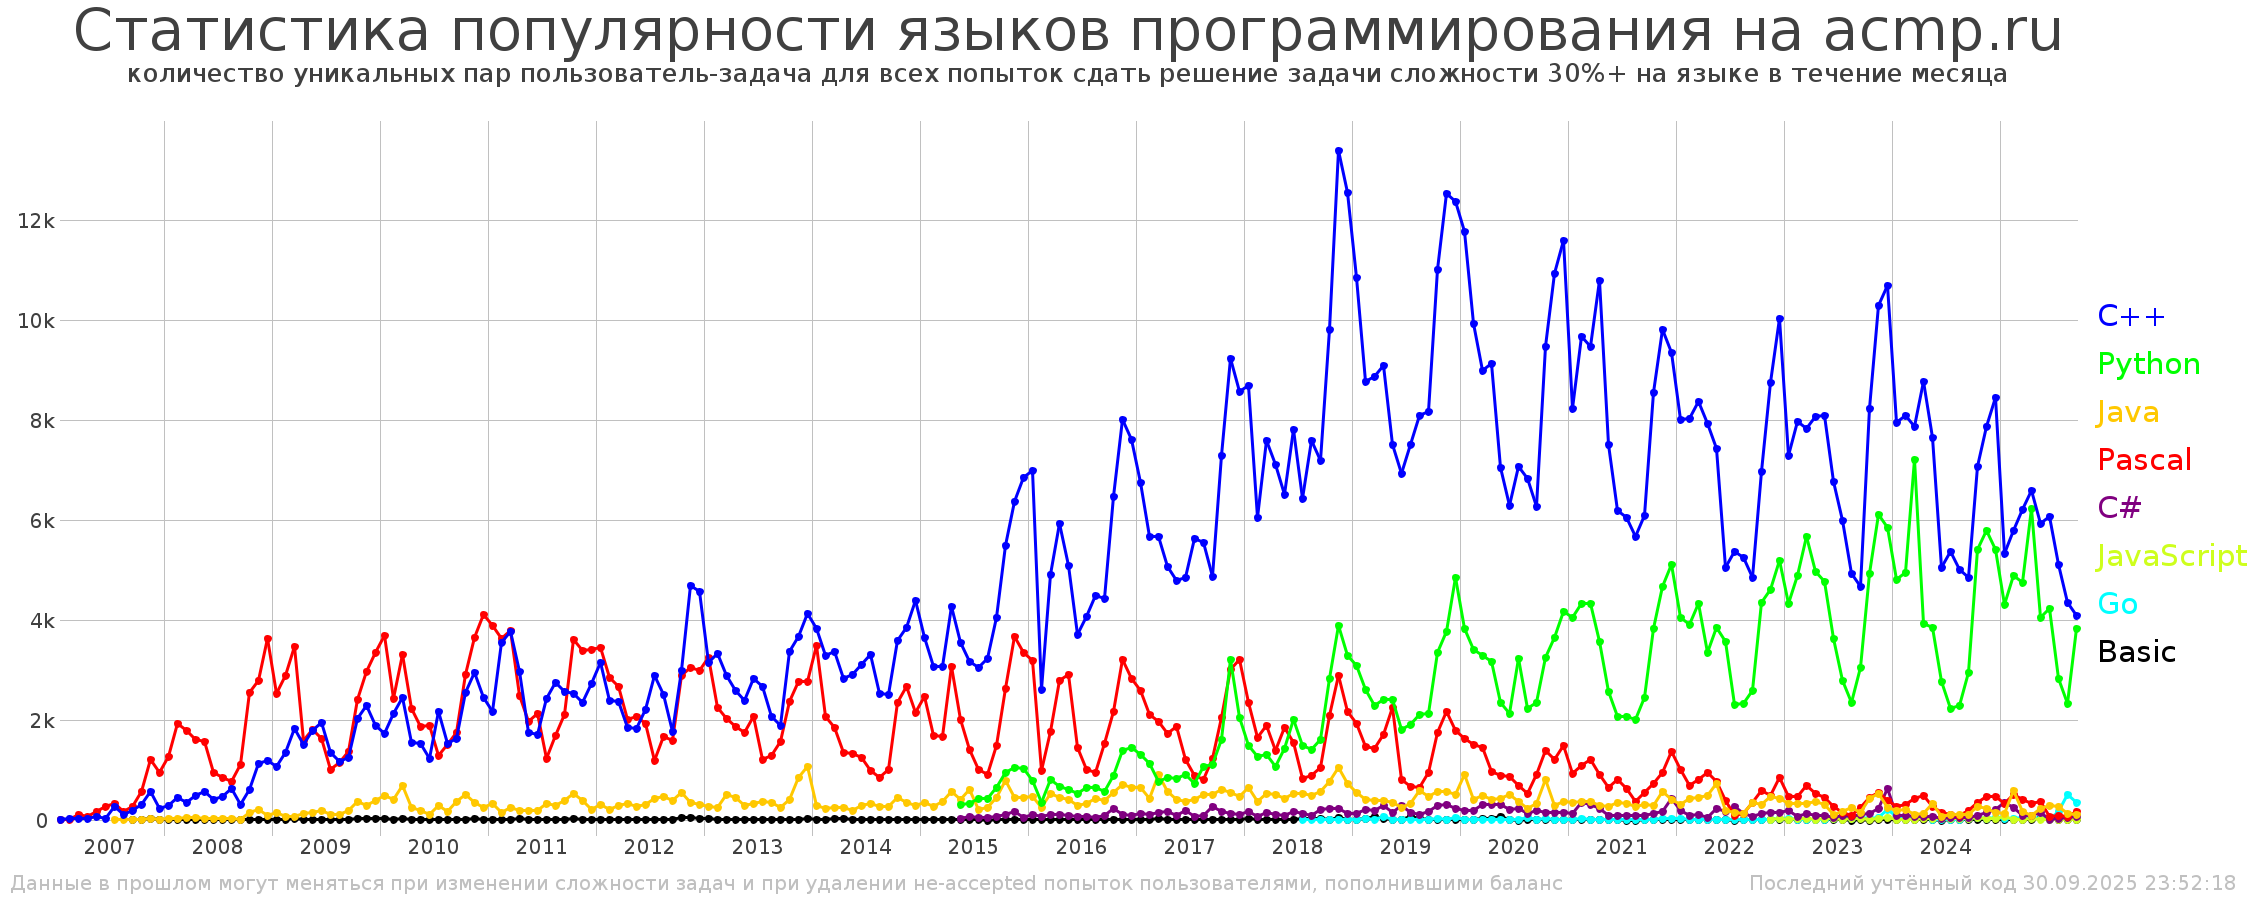 Статистика популярности языков программирования на acmp.ru
количество уникальных пар пользователь-задача для всех попыток сдать решение задачи сложности 30%+ на языке в течение месяца
12k
10k
8k
6k
4k
2k
0
C++
Python
Java
Pascal
C#
JavaScript
Go
Basic
2007 2008 2009 2010 2011 2012 2013 2014 2015 2016 2017 2018 2019 2020 2021 2022 2023 2024
Данные в прошлом могут меняться при изменении сложности задач и при удалении не-accepted попыток пользователями, пополнившими баланс
Последний учтённый код 30.09.2025 23:52:18